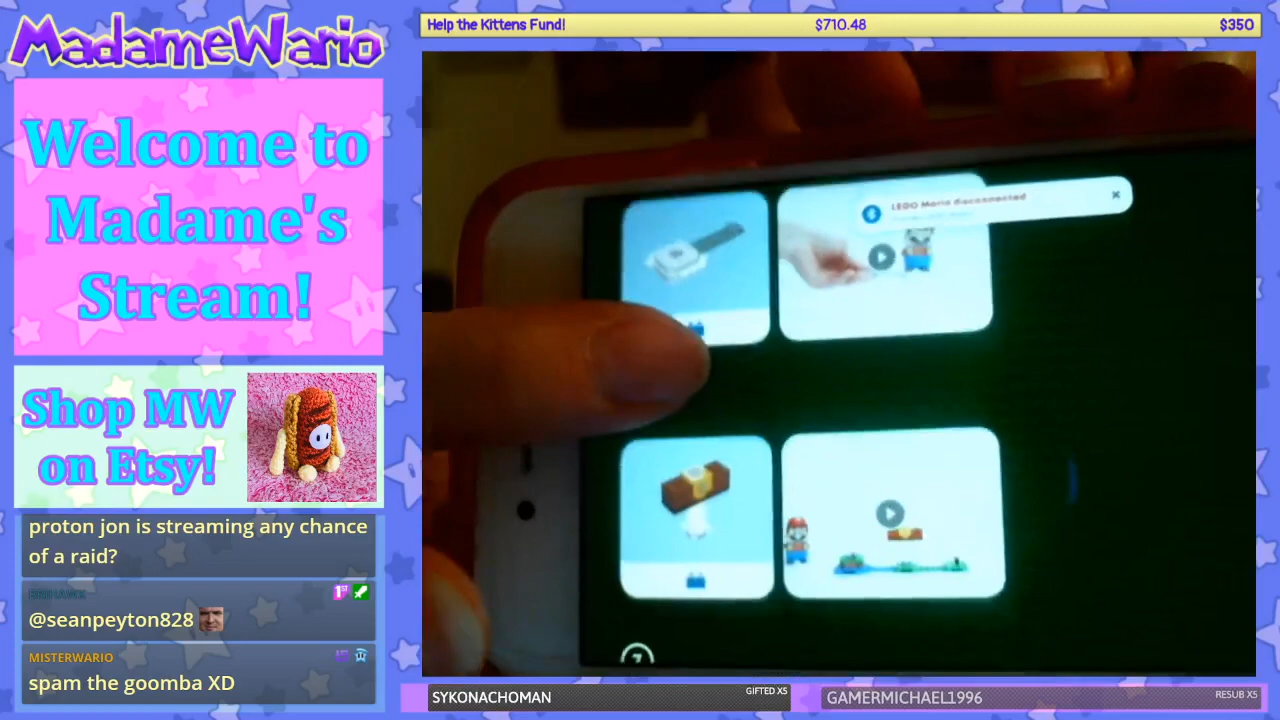 MadameWario
Help the Kittens Fund!
$710.48
$350
Welcome to
Madame's
Stream!
LEGO Mario disconnected
Shop MW
on Etsy!
proton jon is streaming any chance
of a raid?
@seanpeyton828
MISTERWARIO
spam the goomba XD
7
SYKONACHOMAN
GIFTED X5
GAMERMICHAEL1996
RESUB X5